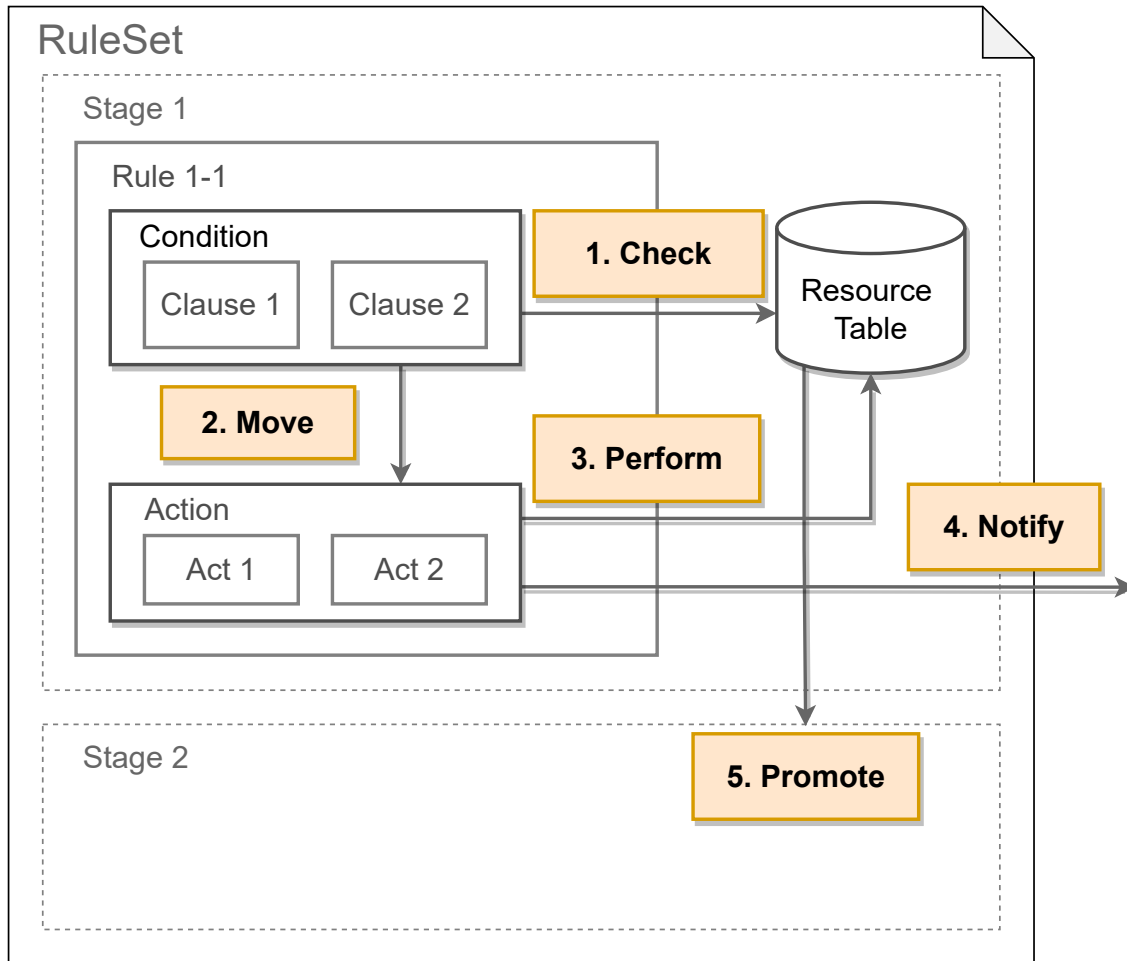 RuleSet
Stage 1
Rule 1-1
Condition
Clause 1
Clause 2
1. Check
Resource
Table
2. Move
3. Perform
Action
Act 1
Act 2
4. Notify
Stage 2
5. Promote